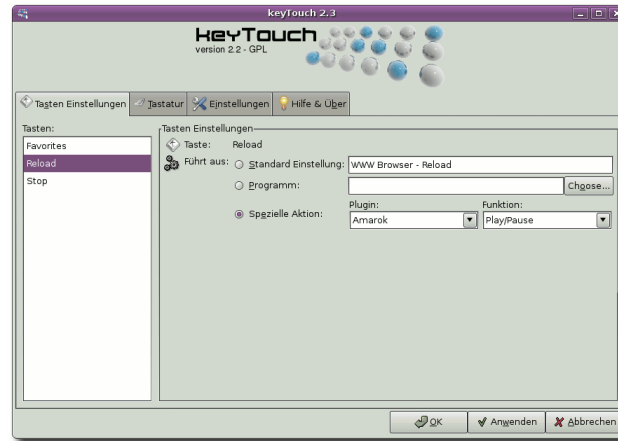 keyTouch 2.3
keyTouch
version 2.2 - GPL
Tasten Einstellungen
Tastatur
Einstellungen
Hilfe & Über
Tasten:
Favorites
Reload
Stop
Tasten Einstellungen
Taste: Reload
Führt aus: Standard Einstellung: WWW Browser - Reload
Programm: Choose...
Plugin: Funktion:
Spezielle Aktion: Amarok Play/Pause
OK Anwenden Abbrechen